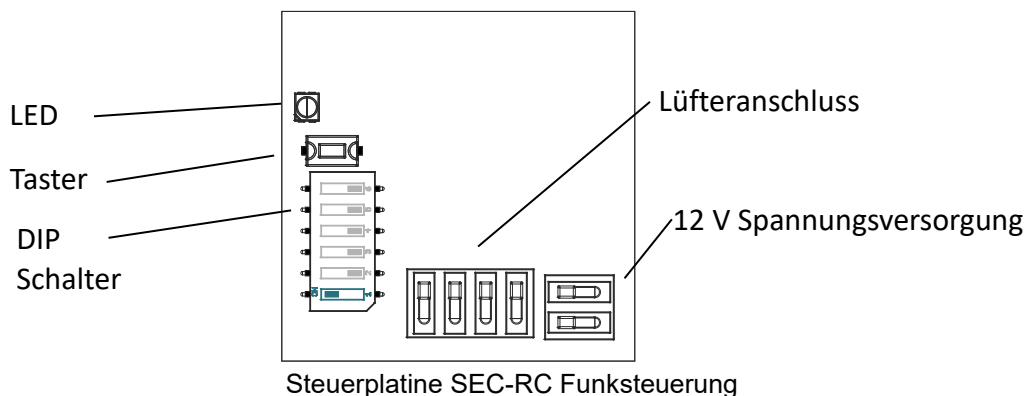 LED
Taster
DIP
Schalter
Lüfteranschluss
12 V Spannungsversorgung
Steuerplatine SEC-RC Funksteuerung